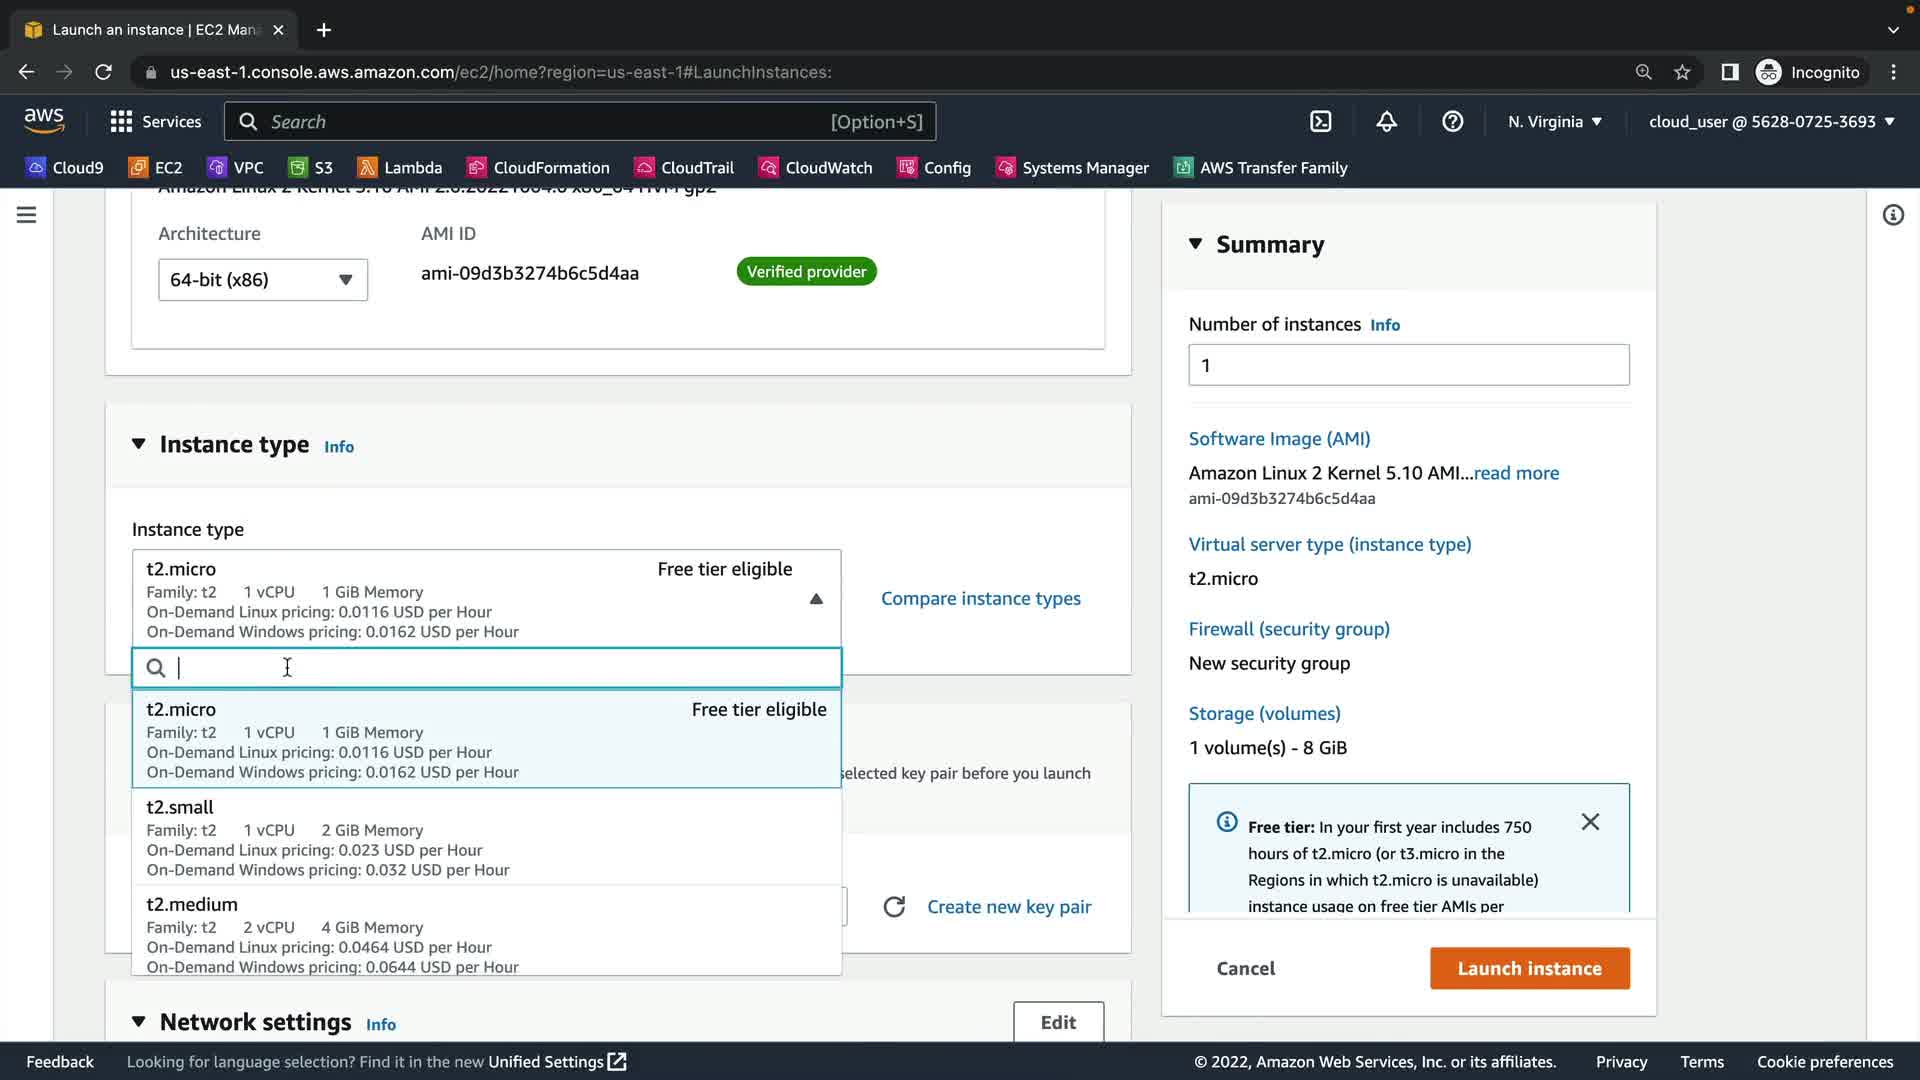 Launch an instance | EC2 Man
us-east-1.console.aws.amazon.com/ec2/home?region=us-east-1#LaunchInstances:
Incognito
aws
Services
Search
[Option+S]
N. Virginia
cloud_user @ 5628-0725-3693
Cloud9
EC2
VPC
S3
Lambda
CloudFormation
CloudTrail
CloudWatch
Config
Systems Manager
AWS Transfer Family
Amazon Linux 2 Kernel 5.10 AMI
Architecture
AMI ID
64-bit (x86)
ami-09d3b3274b6c5d4aa
Verified provider
Instance type Info
Instance type
t2.micro
Free tier eligible
Family: t2 1 vCPU 1 GiB Memory
On-Demand Linux pricing: 0.0116 USD per Hour
On-Demand Windows pricing: 0.0162 USD per Hour
Compare instance types
t2.micro
Free tier eligible
Family: t2 1 vCPU 1 GiB Memory
On-Demand Linux pricing: 0.0116 USD per Hour
On-Demand Windows pricing: 0.0162 USD per Hour
selected key pair before you launch
t2.small
Family: t2 1 vCPU 2 GiB Memory
On-Demand Linux pricing: 0.023 USD per Hour
On-Demand Windows pricing: 0.032 USD per Hour
t2.medium
Family: t2 2 vCPU 4 GiB Memory
On-Demand Linux pricing: 0.0464 USD per Hour
On-Demand Windows pricing: 0.0644 USD per Hour
Create new key pair
Network settings Info
Edit
Summary
Number of instances Info
1
Software Image (AMI)
Amazon Linux 2 Kernel 5.10 AMI...read more
ami-09d3b3274b6c5d4aa
Virtual server type (instance type)
t2.micro
Firewall (security group)
New security group
Storage (volumes)
1 volume(s) - 8 GiB
Free tier: In your first year includes 750
hours of t2.micro (or t3.micro in the
Regions in which t2.micro is unavailable)
instance usage on free tier AMIs per
Cancel
Launch instance
Feedback
Looking for language selection? Find it in the new Unified Settings
© 2022, Amazon Web Services, Inc. or its affiliates.
Privacy
Terms
Cookie preferences